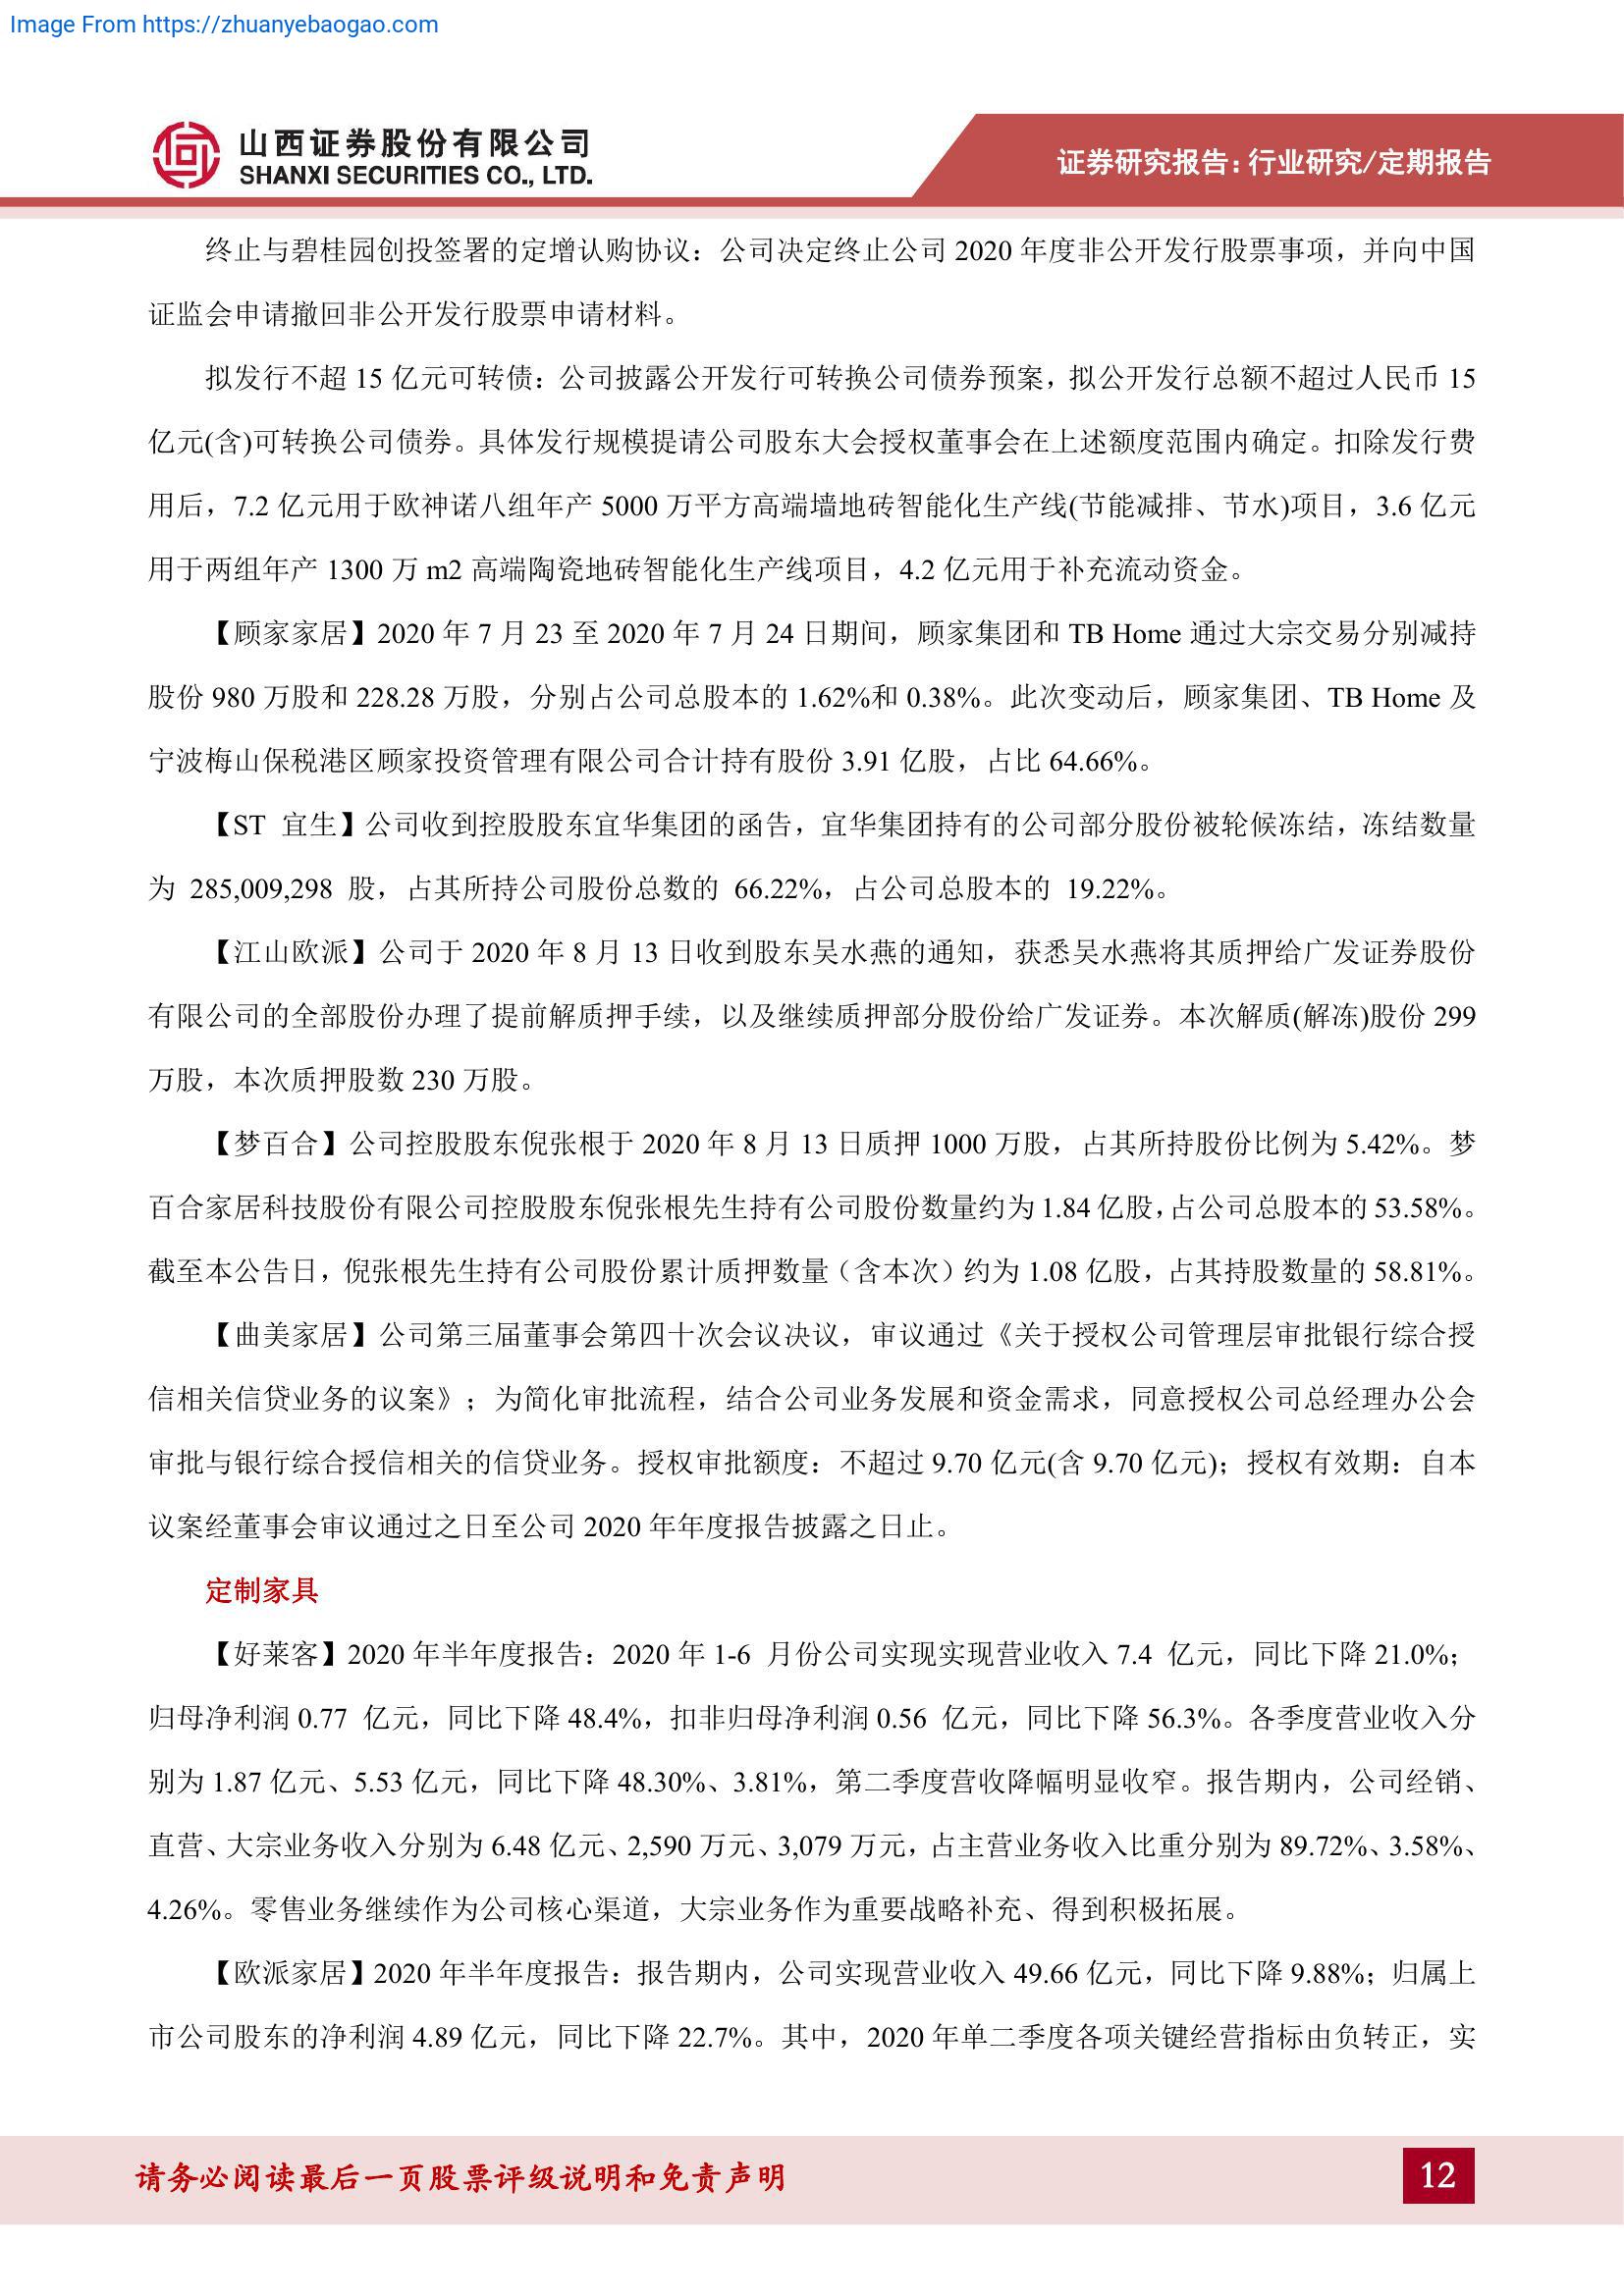 Image From https://zhuanyebaogao.com
山西证券股份有限公司
SHANXI SECURITIES CO., LTD.
证券研究报告：行业研究/定期报告
终止与碧桂园创投签署的定增认购协议：公司决定终止公司 2020 年度非公开发行股票事项，并向中国
证监会申请撤回非公开发行股票申请材料。
拟发行不超 15 亿元可转债：公司披露公开发行可转换公司债券预案，拟公开发行总额不超过人民币 15
亿元(含)可转换公司债券。具体发行规模提请公司股东大会授权董事会在上述额度范围内确定。扣除发行费
用后，7.2 亿元用于欧神诺八组年产 5000 万平方高端墙地砖智能化生产线(节能减排、节水)项目，3.6 亿元
用于两组年产 1300 万 m2 高端陶瓷地砖智能化生产线项目，4.2 亿元用于补充流动资金。
【顾家家居】2020 年 7 月 23 至 2020 年 7 月 24 日期间，顾家集团和 TB Home 通过大宗交易分别减持
股份 980 万股和 228.28 万股，分别占公司总股本的 1.62%和 0.38%。此次变动后，顾家集团、TB Home 及
宁波梅山保税港区顾家投资管理有限公司合计持有股份 3.91 亿股，占比 64.66%。
【ST 宜生】公司收到控股股东宜华集团的函告，宜华集团持有的公司部分股份被轮候冻结，冻结数量
为 285,009,298 股，占其所持公司股份总数的 66.22%，占公司总股本的 19.22%。
【江山欧派】公司于 2020 年 8 月 13 日收到股东吴水燕的通知，获悉吴水燕将其质押给广发证券股份
有限公司的全部股份办理了提前解质押手续，以及继续质押部分股份给广发证券。本次解质(解冻)股份 299
万股，本次质押股数 230 万股。
【梦百合】公司控股股东倪张根于 2020 年 8 月 13 日质押 1000 万股，占其所持股份比例为 5.42%。梦
百合家居科技股份有限公司控股股东倪张根先生持有公司股份数量约为 1.84 亿股，占公司总股本的 53.58%。
截至本公告日，倪张根先生持有公司股份累计质押数量（含本次）约为 1.08 亿股，占其持股数量的 58.81%。
【曲美家居】公司第三届董事会第四十次会议决议，审议通过《关于授权公司管理层审批银行综合授
信相关信贷业务的议案》；为简化审批流程，结合公司业务发展和资金需求，同意授权公司总经理办公会
审批与银行综合授信相关的信贷业务。授权审批额度：不超过 9.70 亿元(含 9.70 亿元)；授权有效期：自本
议案经董事会审议通过之日至公司 2020 年年度报告披露之日止。
定制家具
【好莱客】2020 年半年度报告：2020 年 1-6 月份公司实现实现营业收入 7.4 亿元，同比下降 21.0%；
归母净利润 0.77 亿元，同比下降 48.4%，扣非归母净利润 0.56 亿元，同比下降 56.3%。各季度营业收入分
别为 1.87 亿元、5.53 亿元，同比下降 48.30%、3.81%，第二季度营收降幅明显收窄。报告期内，公司经销、
直营、大宗业务收入分别为 6.48 亿元、2,590 万元、3,079 万元，占主营业务收入比重分别为 89.72%、3.58%、
4.26%。零售业务继续作为公司核心渠道，大宗业务作为重要战略补充、得到积极拓展。
【欧派家居】2020 年半年度报告：报告期内，公司实现营业收入 49.66 亿元，同比下降 9.88%；归属上
市公司股东的净利润 4.89 亿元，同比下降 22.7%。其中，2020 年单二季度各项关键经营指标由负转正，实
请务必阅读最后一页股票评级说明和免责声明
12